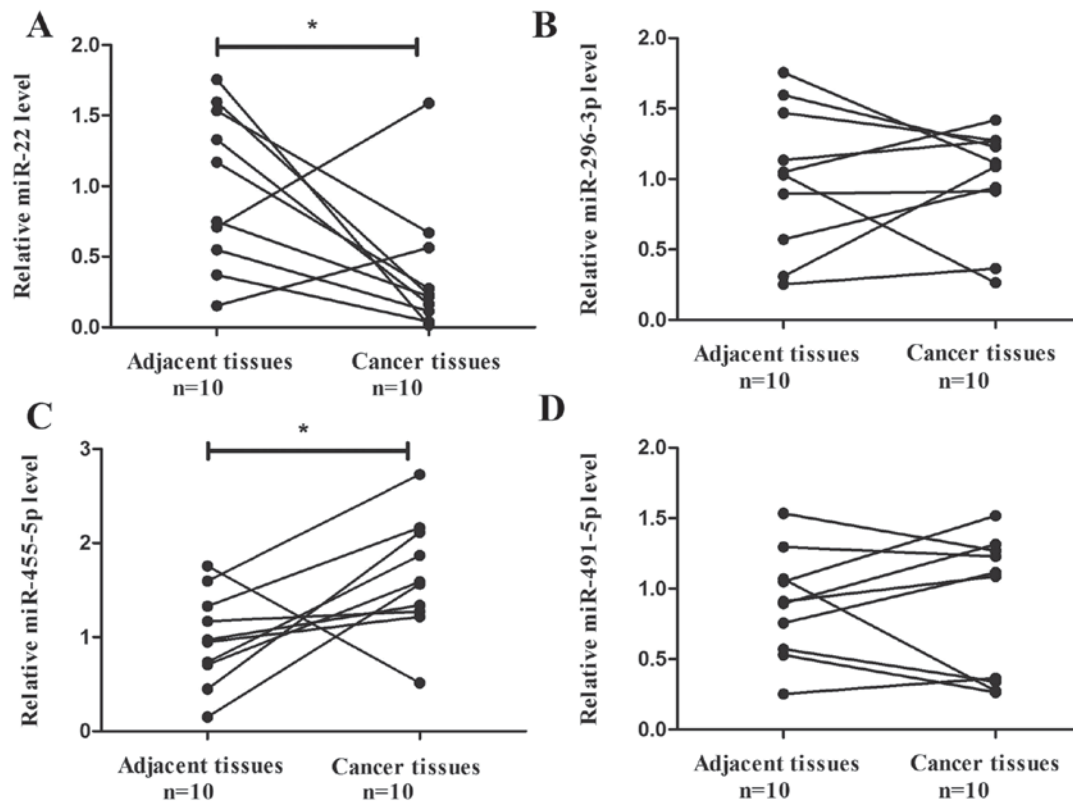 A
*
Relative miR-22 level
2.0
1.5
1.0
0.5
0.0
Adjacent tissues
n=10
Cancer tissues
n=10
B
Relative miR-296-3p level
2.0
1.5
1.0
0.5
0.0
Adjacent tissues
n=10
Cancer tissues
n=10
C
*
Relative miR-455-5p level
3
2
1
0
Adjacent tissues
n=10
Cancer tissues
n=10
D
Relative miR-491-5p level
2.0
1.5
1.0
0.5
0.0
Adjacent tissues
n=10
Cancer tissues
n=10